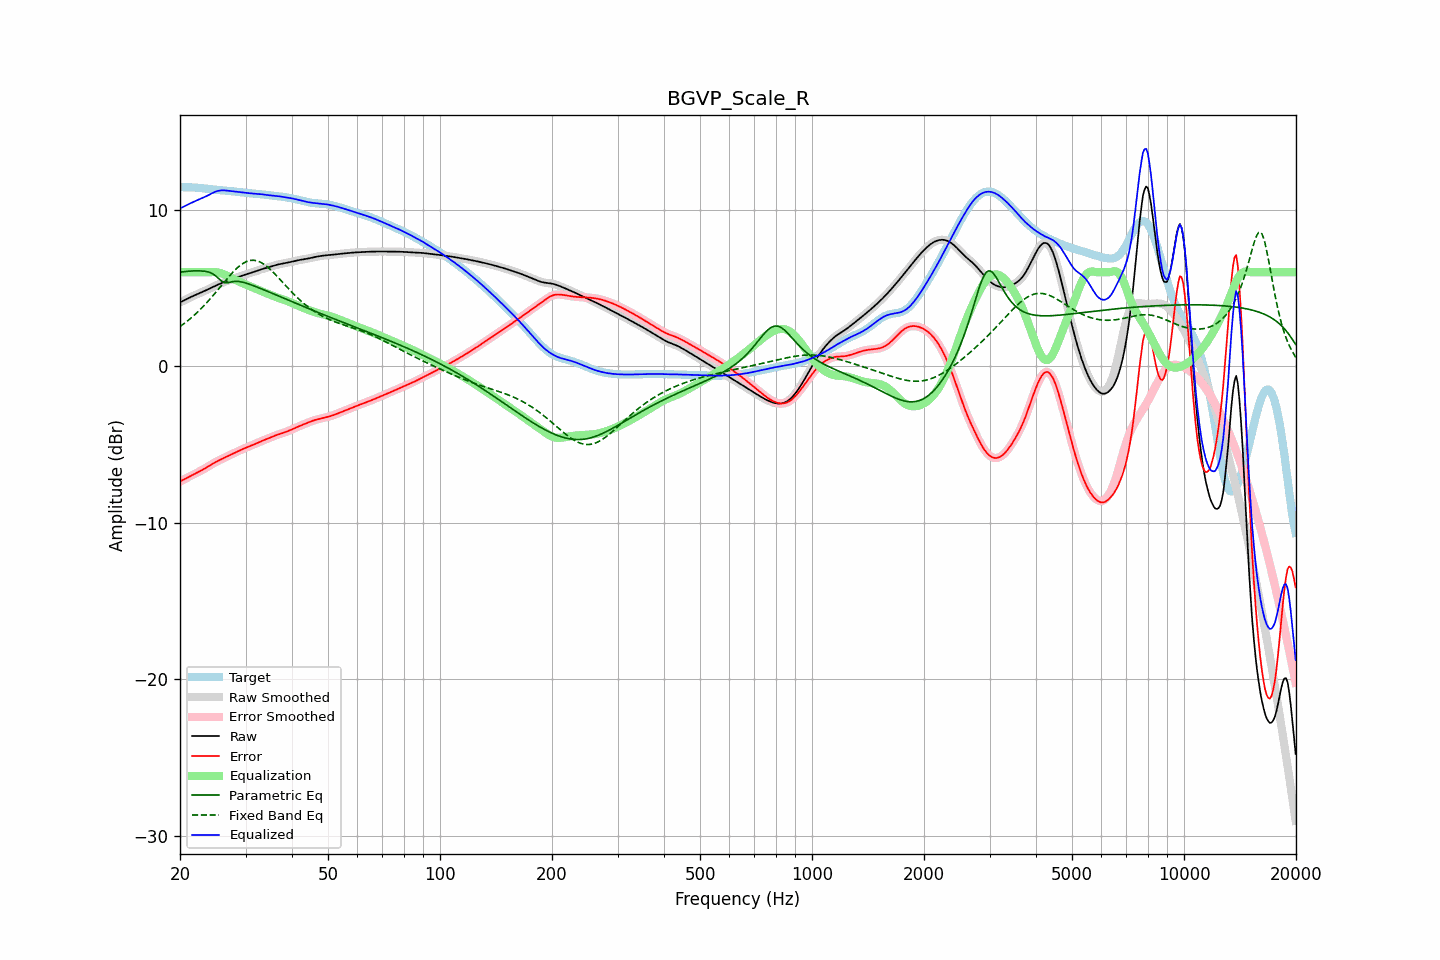 BGVP_Scale_R
Amplitude (dBr)
10
0
−10
−20
−30
Target
Raw Smoothed
Error Smoothed
Raw
Error
Equalization
Parametric Eq
Fixed Band Eq
Equalized
20 50 100 200 500 1000 2000 5000 10000 20000
Frequency (Hz)